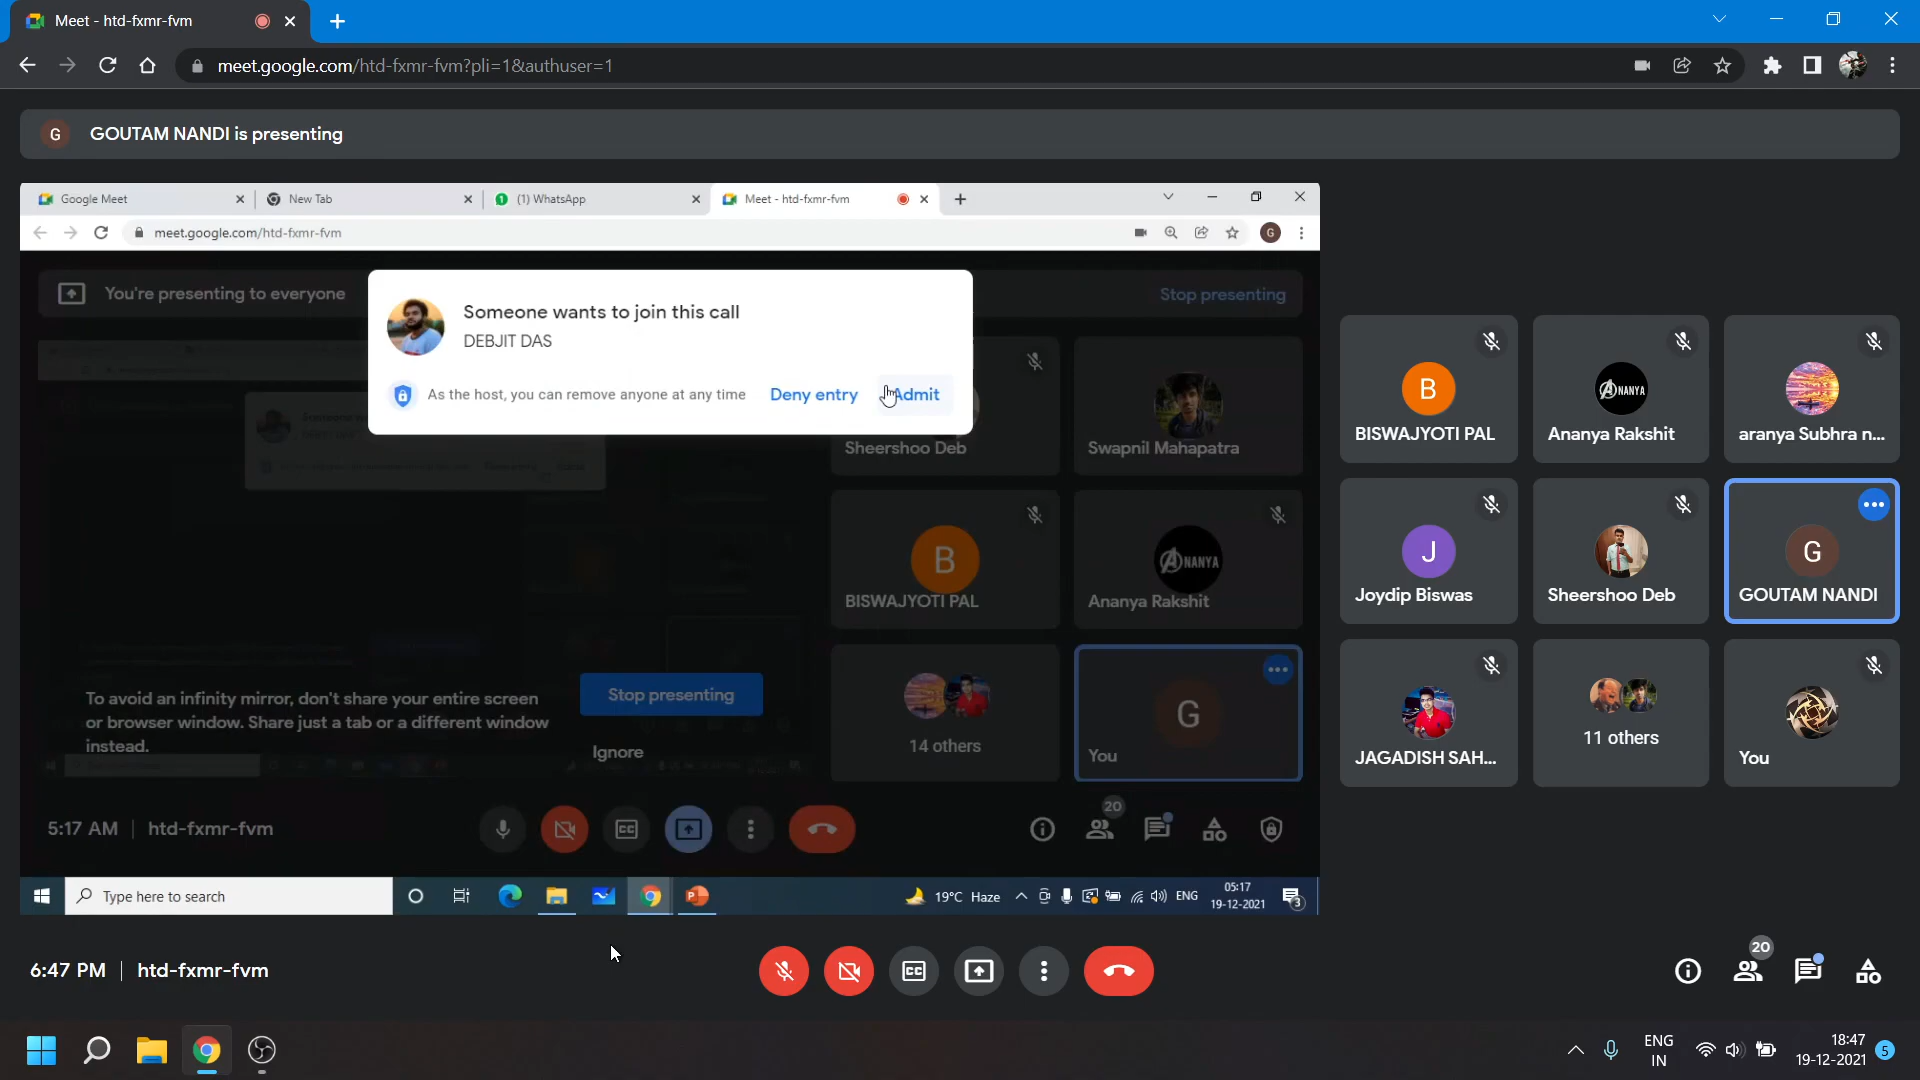 Meet - htd-fxmr-fvm
meet.google.com/htd-fxmr-fvm?pli=1&authuser=1
G GOUTAM NANDI is presenting
Google Meet
New Tab
1 (1) WhatsApp
Meet - htd-fxmr-fvm
meet.google.com/htd-fxmr-fvm
G
You're presenting to everyone
Stop presenting
Someone wants to join this call
DEBJIT DAS
As the host, you can remove anyone at any time
Deny entry
Admit
Sheershoo Deb
Swapnil Mahapatra
B
BISWAJYOTI PAL
ANANYA
Ananya Rakshit
To avoid an infinity mirror, don't share your entire screen
or browser window. Share just a tab or a different window
instead.
Stop presenting
Ignore
14 others
G
You
5:17 AM | htd-fxmr-fvm
CC
20
Type here to search
19°C Haze
ENG
05:17
19-12-2021
3
B
BISWAJYOTI PAL
ANANYA
Ananya Rakshit
aranya Subhra n...
J
Joydip Biswas
Sheershoo Deb
G
GOUTAM NANDI
JAGADISH SAH...
11 others
You
6:47 PM | htd-fxmr-fvm
CC
20
ENG
IN
18:47
19-12-2021
5